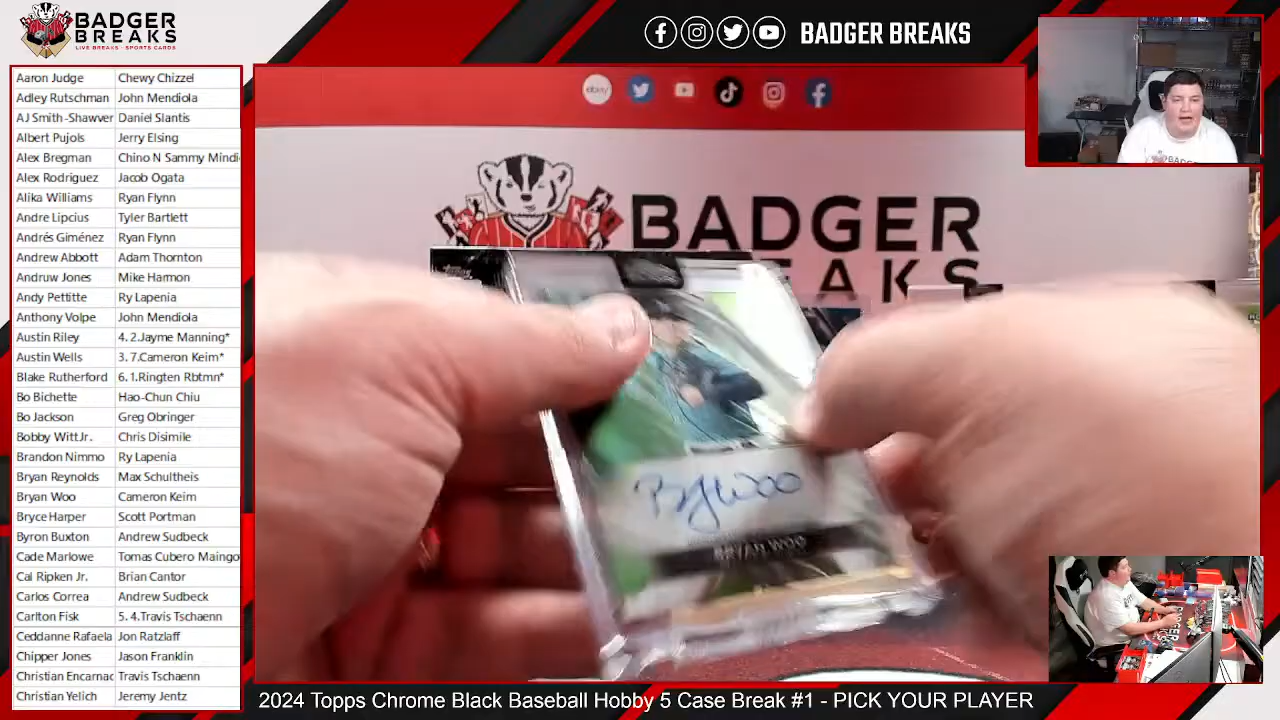 BADGER
BREAKS
LIVE BREAKS - SPORTS CARDS
BADGER BREAKS
Aaron Judge Chewy Chizzel
Adley Rutschman John Mendiola
AJ Smith-Shawver Daniel Slantis
Albert Pujols Jerry Elsing
Alex Bregman Chino N Sammy Mindi
Alex Rodriguez Jacob Ogata
Alika Williams Ryan Flynn
Andre Lipcius Tyler Bartlett
Andrés Giménez Ryan Flynn
Andrew Abbott Adam Thornton
Andruw Jones Mike Harmon
Andy Pettitte Ry Lapenia
Anthony Volpe John Mendiola
Austin Riley 4. 2.Jayme Manning*
Austin Wells 3. 7.Cameron Keim*
Blake Rutherford 6. 1.Ringten Rbtmn*
Bo Bichette Hao-Chun Chiu
Bo Jackson Greg Obringer
Bobby Witt Jr. Chris Disimile
Brandon Nimmo Ry Lapenia
Bryan Reynolds Max Schultheis
Bryan Woo Cameron Keim
Bryce Harper Scott Portman
Byron Buxton Andrew Sudbeck
Cade Marlowe Tomas Cubero Maingo
Cal Ripken Jr. Brian Cantor
Carlos Correa Andrew Sudbeck
Carlton Fisk 5. 4.Travis Tschaenn
Ceddanne Rafaela Jon Ratzlaff
Chipper Jones Jason Franklin
Christian Encarnac Travis Tschaenn
Christian Yelich Jeremy Jentz
ebay
BADGER
BREAKS
BryWoo
BRYAN WOO
BADGER
2024 Topps Chrome Black Baseball Hobby 5 Case Break #1 - PICK YOUR PLAYER